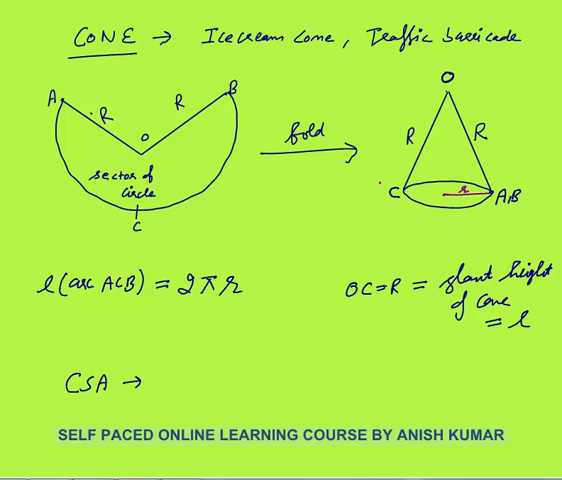 CONE → Icecream cone, Traffic barricade
A
R
R
B
O
sector of
circle
C
fold
O
R
R
C
r
A,B
l(arc ACB) = 2πr
OC=R = slant height
of cone
= l
CSA →
SELF PACED ONLINE LEARNING COURSE BY ANISH KUMAR